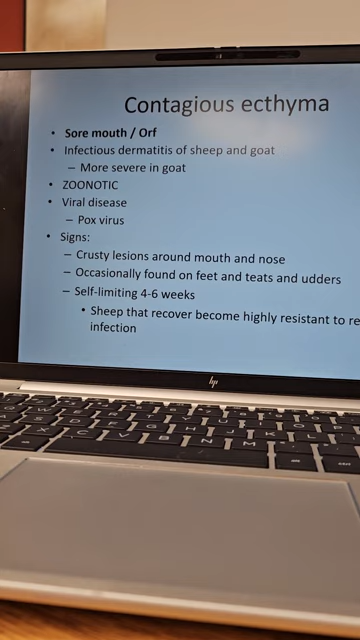 Contagious ecthyma
• Sore mouth / Orf
• Infectious dermatitis of sheep and goat
– More severe in goat
• ZOONOTIC
• Viral disease
– Pox virus
• Signs:
– Crusty lesions around mouth and nose
– Occasionally found on feet and teats and udders
– Self-limiting 4-6 weeks
• Sheep that recover become highly resistant to re
infection
hp
G H J K L
X C V B N M